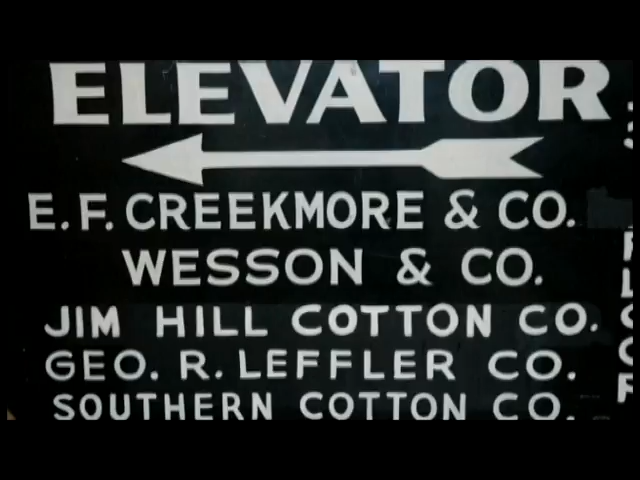 ELEVATOR
E. F. CREEKMORE & CO.
WESSON & CO.
JIM HILL COTTON CO.
GEO. R. LEFFLER CO.
SOUTHERN COTTON CO.